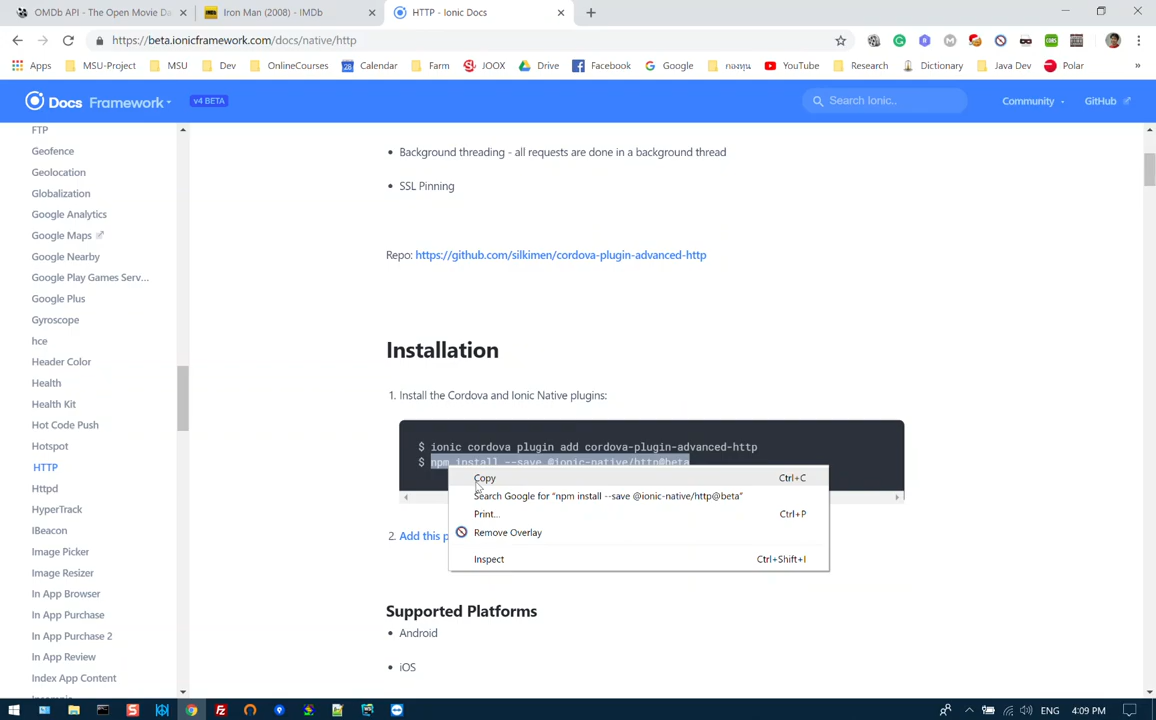 OMDb API - The Open Movie Da
Iron Man (2008) - IMDb
HTTP - Ionic Docs
https://beta.ionicframework.com/docs/native/http
Apps
MSU-Project
MSU
Dev
OnlineCourses
28
Calendar
Farm
JOOX
Drive
Facebook
Google
กองทุน
YouTube
Research
Dictionary
Java Dev
Polar
»
Docs Framework
v4 BETA
Search Ionic..
Community
GitHub
FTP
Geofence
Geolocation
Globalization
Google Analytics
Google Maps
Google Nearby
Google Play Games Serv...
Google Plus
Gyroscope
hce
Header Color
Health
Health Kit
Hot Code Push
Hotspot
HTTP
Httpd
HyperTrack
IBeacon
Image Picker
Image Resizer
In App Browser
In App Purchase
In App Purchase 2
In App Review
Index App Content
• Background threading - all requests are done in a background thread
• SSL Pinning
Repo: https://github.com/silkimen/cordova-plugin-advanced-http
Installation
1. Install the Cordova and Ionic Native plugins:
$ ionic cordova plugin add cordova-plugin-advanced-http
$ npm install --save @ionic-native/http@beta
Copy Ctrl+C
Search Google for "npm install --save @ionic-native/http@beta"
Print... Ctrl+P
Remove Overlay
Inspect Ctrl+Shift+I
2. Add this p
Supported Platforms
• Android
• iOS
ENG
4:09 PM